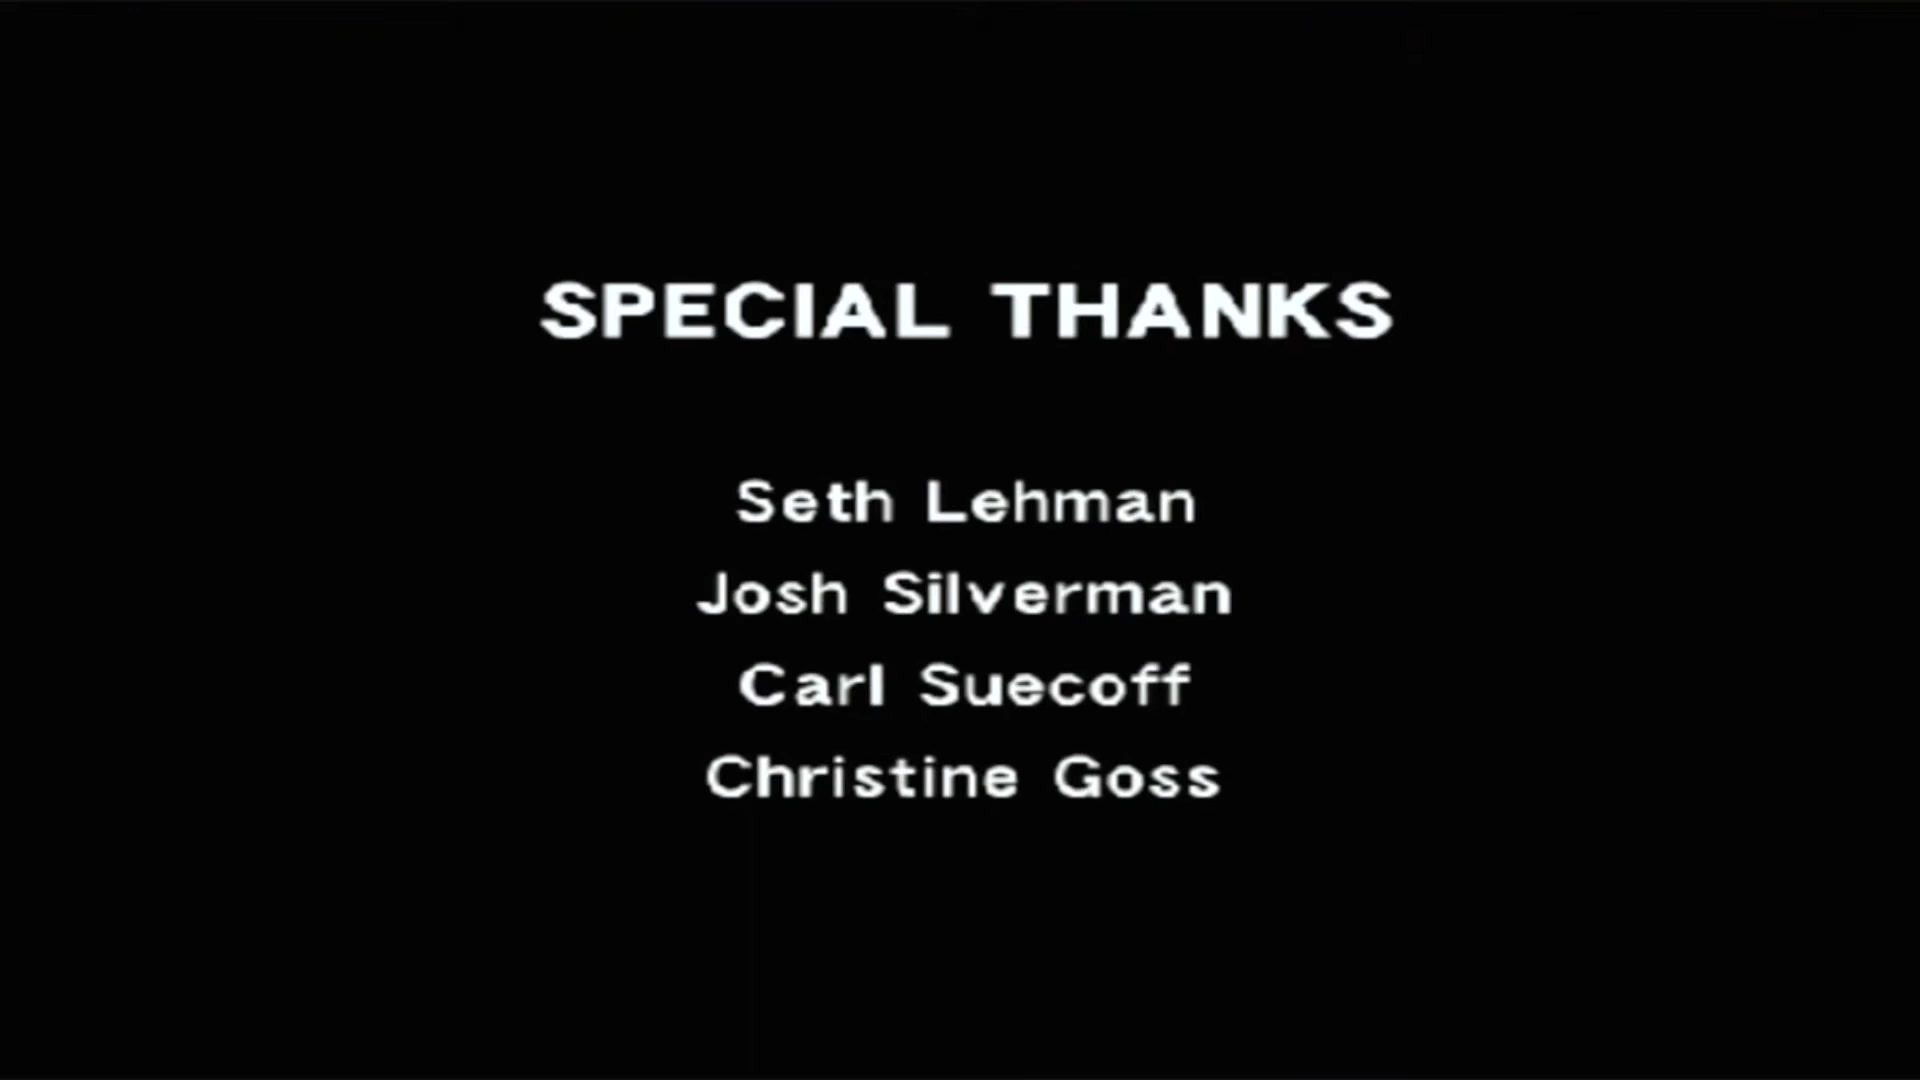 SPECIAL THANKS
Seth Lehman
Josh Silverman
Carl Suecoff
Christine Goss